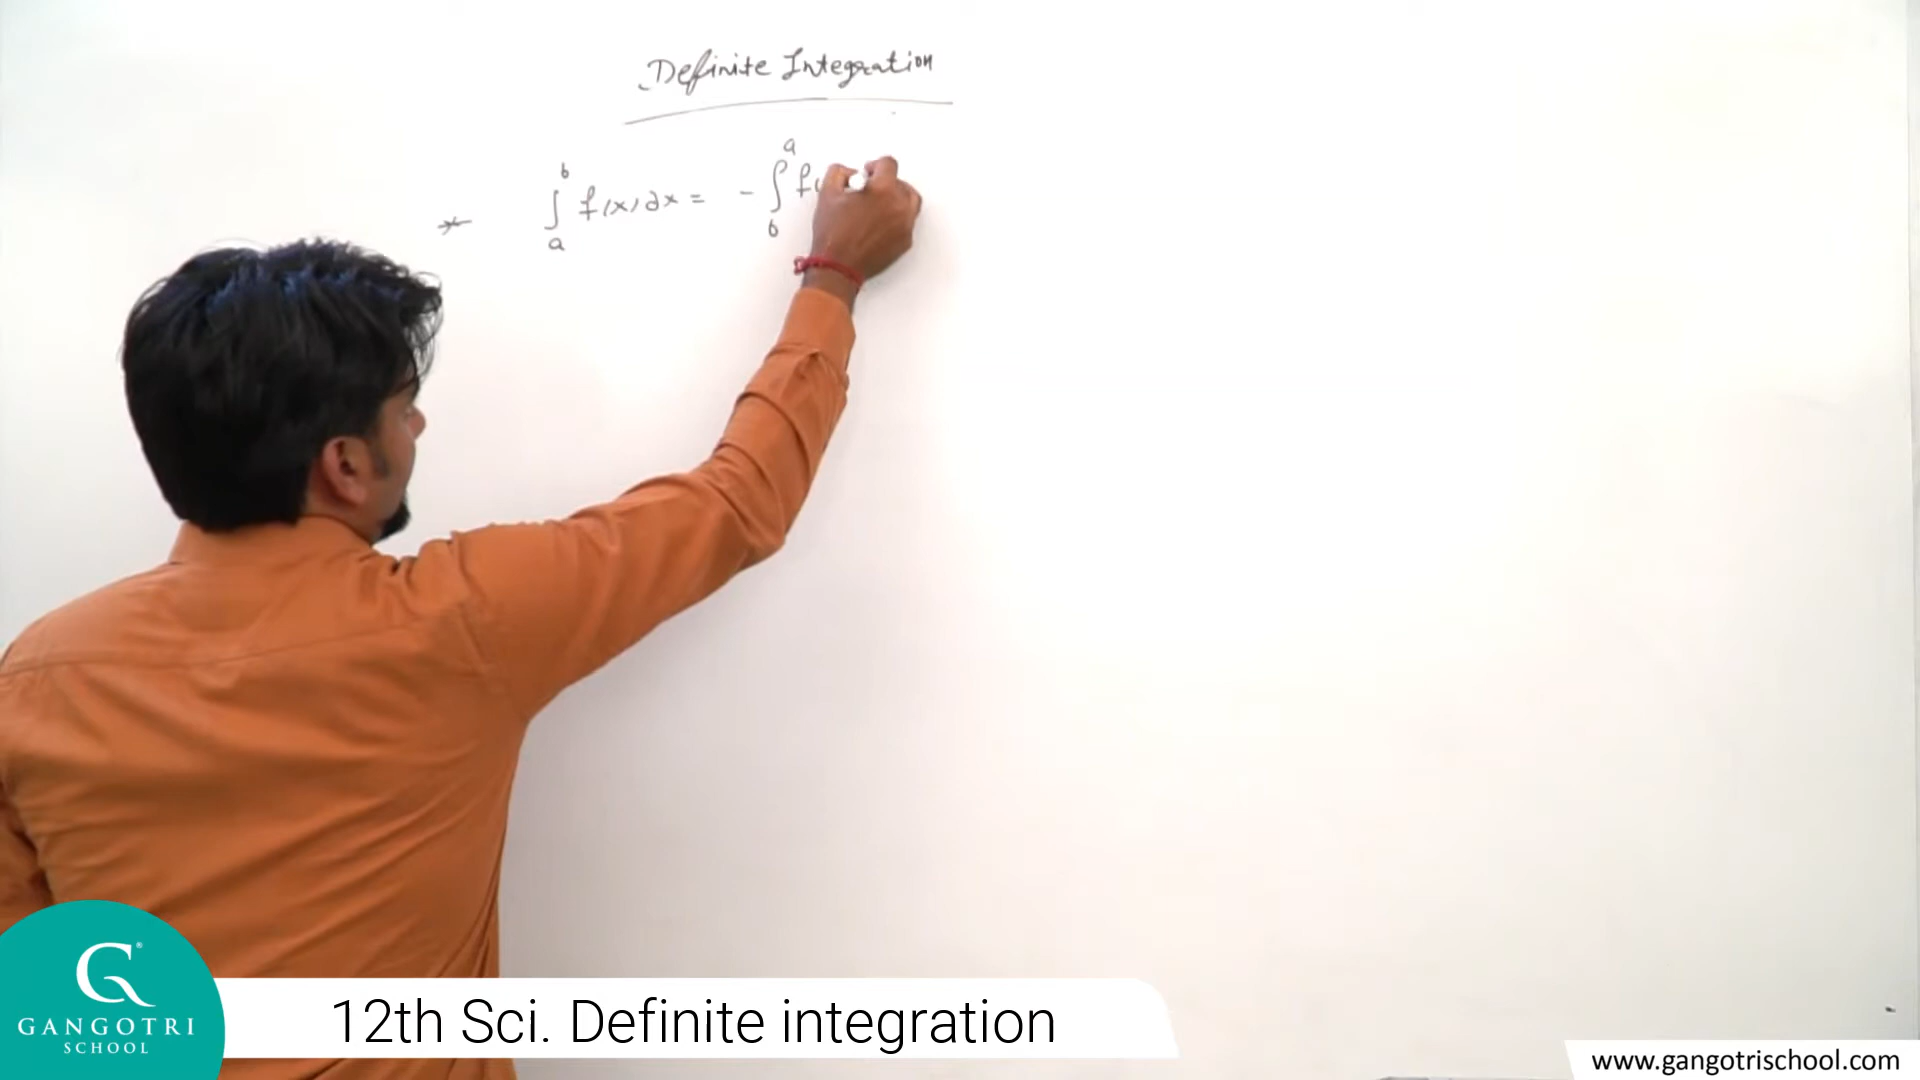 Definite Integration
* ∫_a^b f(x) dx = - ∫_b^a f(
G®
GANGOTRI
SCHOOL
12th Sci. Definite integration
www.gangotrischool.com